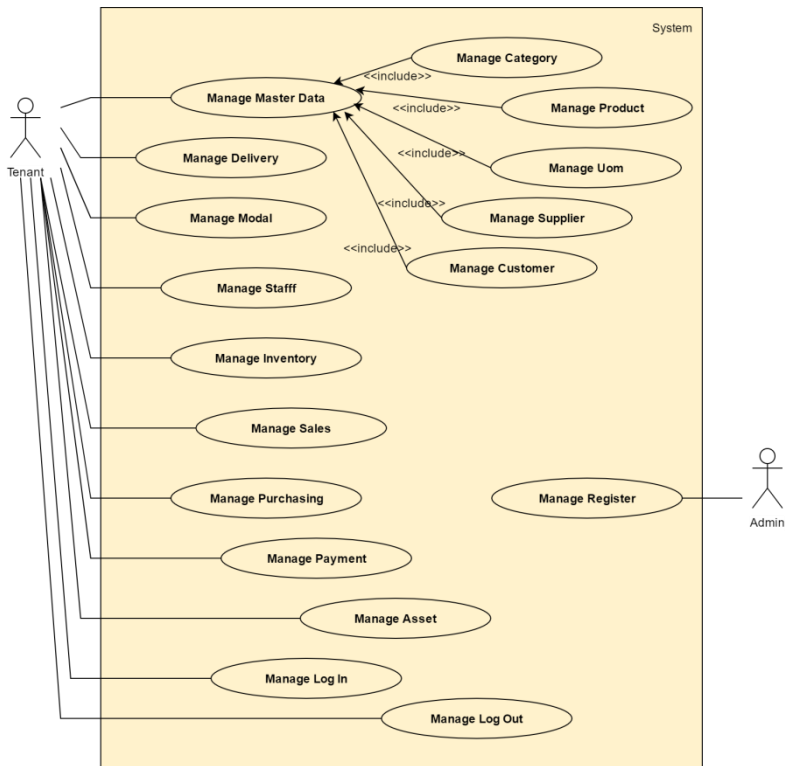 System
Manage Category
<<include>>
Manage Master Data
Manage Product
<<include>>
Manage Delivery
<<include>>
Manage Uom
Tenant
Manage Modal
<<include>>
Manage Supplier
<<include>>
Manage Customer
Manage Stafff
Manage Inventory
Manage Sales
Manage Purchasing
Manage Register
Admin
Manage Payment
Manage Asset
Manage Log In
Manage Log Out